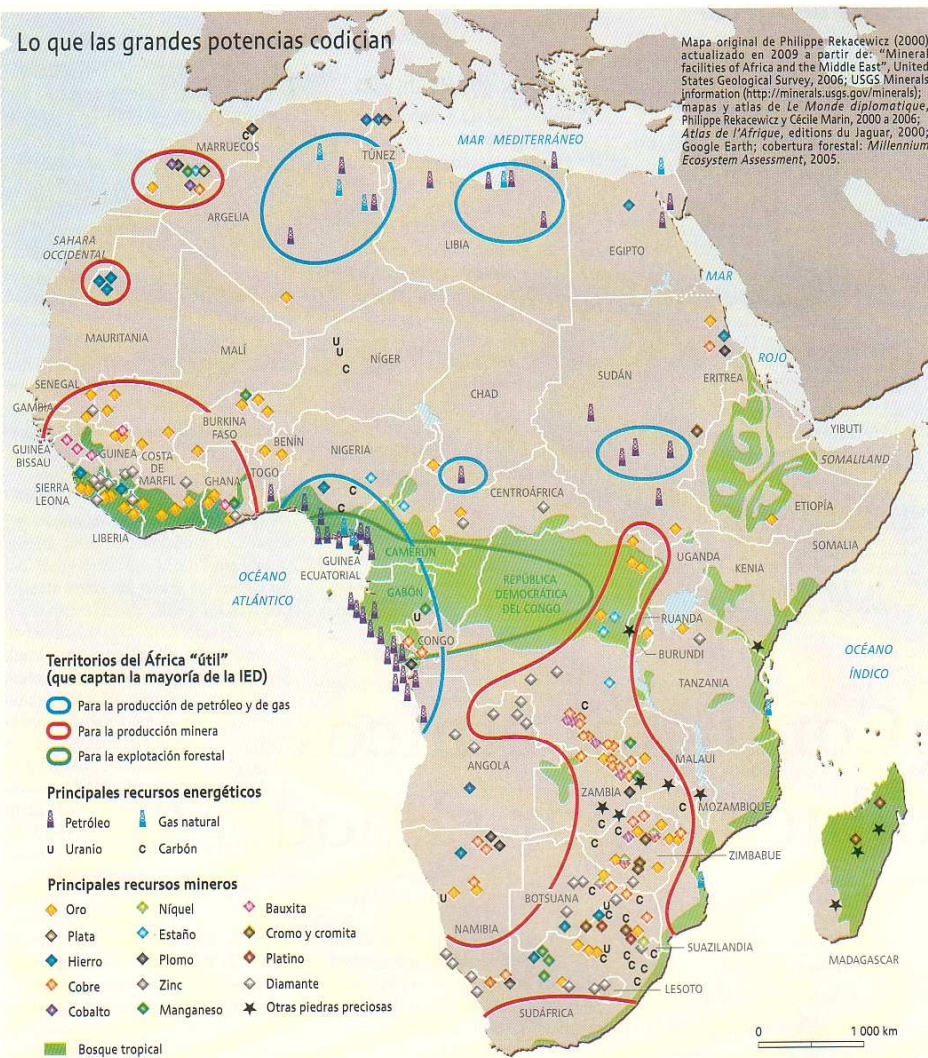 Lo que las grandes potencias codician
Mapa original de Philippe Rekacewicz (2000)
actualizado en 2009 a partir de: “Mineral
facilities of Africa and the Middle East”, United
States Geological Survey, 2006; USGS Minerals
information (http://minerals.usgs.gov/minerals);
mapas y atlas de Le Monde diplomatique,
Philippe Rekacewicz y Cécile Marin, 2000 a 2006;
Atlas de l'Afrique, editions du Jaguar, 2000;
Google Earth; cobertura forestal: Millennium
Ecosystem Assessment, 2005.
MAR MEDITERRÁNEO
MARRUECOS
TÚNEZ
ARGELIA
LIBIA
EGIPTO
SAHARA
OCCIDENTAL
MAR
ROJO
MAURITANIA
MALÍ
NÍGER
CHAD
SUDÁN
ERITREA
SENEGAL
GAMBIA
GUINEA
BISSAU
GUINEA
SIERRA
LEONA
LIBERIA
COSTA
DE
MARFIL
BURKINA
FASO
GHANA
TOGO
BENÍN
NIGERIA
CENTROÁFRICA
YIBUTI
SOMALILAND
ETIOPÍA
SOMALIA
CAMERÚN
GUINEA
ECUATORIAL
GABÓN
CONGO
REPÚBLICA
DEMOCRÁTICA
DEL CONGO
UGANDA
KENIA
RUANDA
BURUNDI
TANZANIA
OCÉANO
ATLÁNTICO
OCÉANO
ÍNDICO
ANGOLA
ZAMBIA
MALAUI
MOZAMBIQUE
ZIMBABUE
BOTSUANA
NAMIBIA
SUAZILANDIA
LESOTO
SUDÁFRICA
MADAGASCAR
C
U
U
C
C
C
U
C
C
C
C
C
C
U
C
C
U
C
C
C
C
C
C
U
Territorios del África “útil”
(que captan la mayoría de la IED)
Para la producción de petróleo y de gas
Para la producción minera
Para la explotación forestal
Principales recursos energéticos
Petróleo Gas natural
U Uranio C Carbón
Principales recursos mineros
Oro Níquel Bauxita
Plata Estaño Cromo y cromita
Hierro Plomo Platino
Cobre Zinc Diamante
Cobalto Manganeso Otras piedras preciosas
Bosque tropical
0 1 000 km